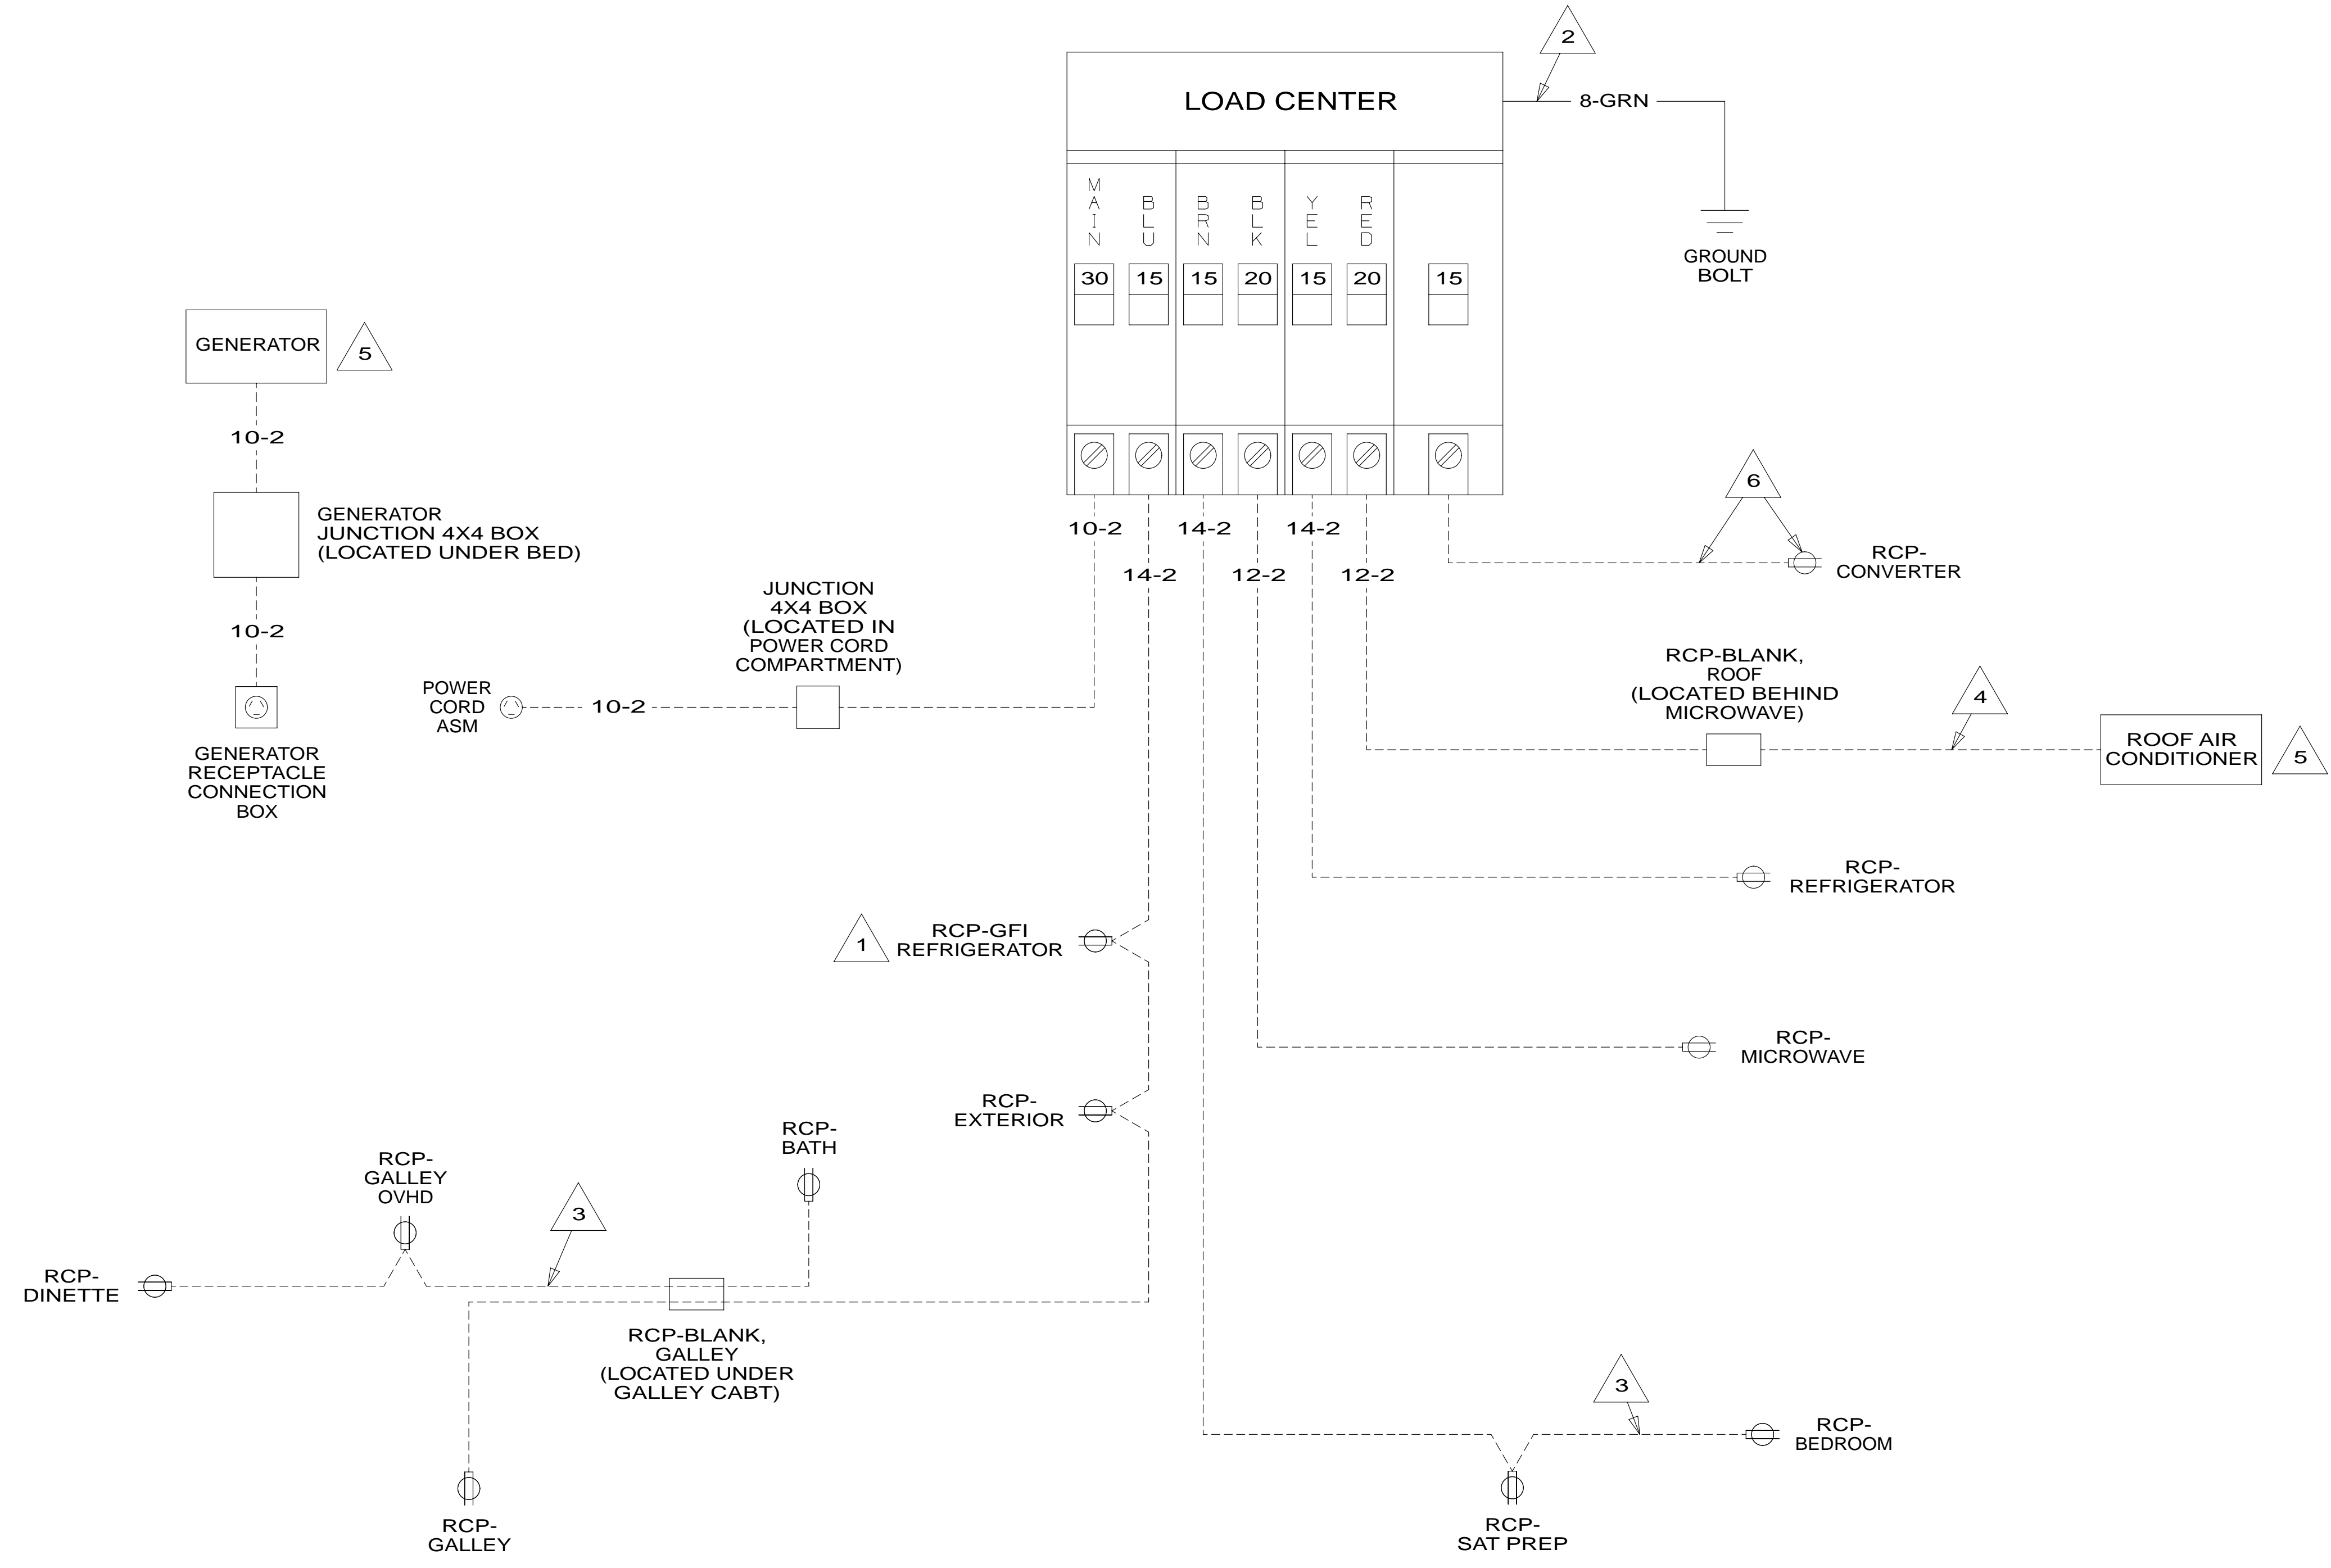 2
LOAD CENTER
8-GRN
MAIN
BLU
BRN
BLK
YEL
RED
30
15
15
20
15
20
15
GROUND
BOLT
GENERATOR
5
10-2
GENERATOR
JUNCTION 4X4 BOX
(LOCATED UNDER BED)
10-2
GENERATOR
RECEPTACLE
CONNECTION
BOX
10-2
14-2
14-2
12-2
14-2
12-2
6
RCP-
CONVERTER
JUNCTION
4X4 BOX
(LOCATED IN
POWER CORD
COMPARTMENT)
POWER
CORD
ASM
10-2
RCP-BLANK,
ROOF
(LOCATED BEHIND
MICROWAVE)
4
ROOF AIR
CONDITIONER
5
RCP-
REFRIGERATOR
1
RCP-GFI
REFRIGERATOR
RCP-
MICROWAVE
RCP-
EXTERIOR
RCP-
BATH
RCP-
GALLEY
OVHD
3
RCP-
DINETTE
RCP-BLANK,
GALLEY
(LOCATED UNDER
GALLEY CABT)
3
RCP-
BEDROOM
RCP-
GALLEY
RCP-
SAT PREP